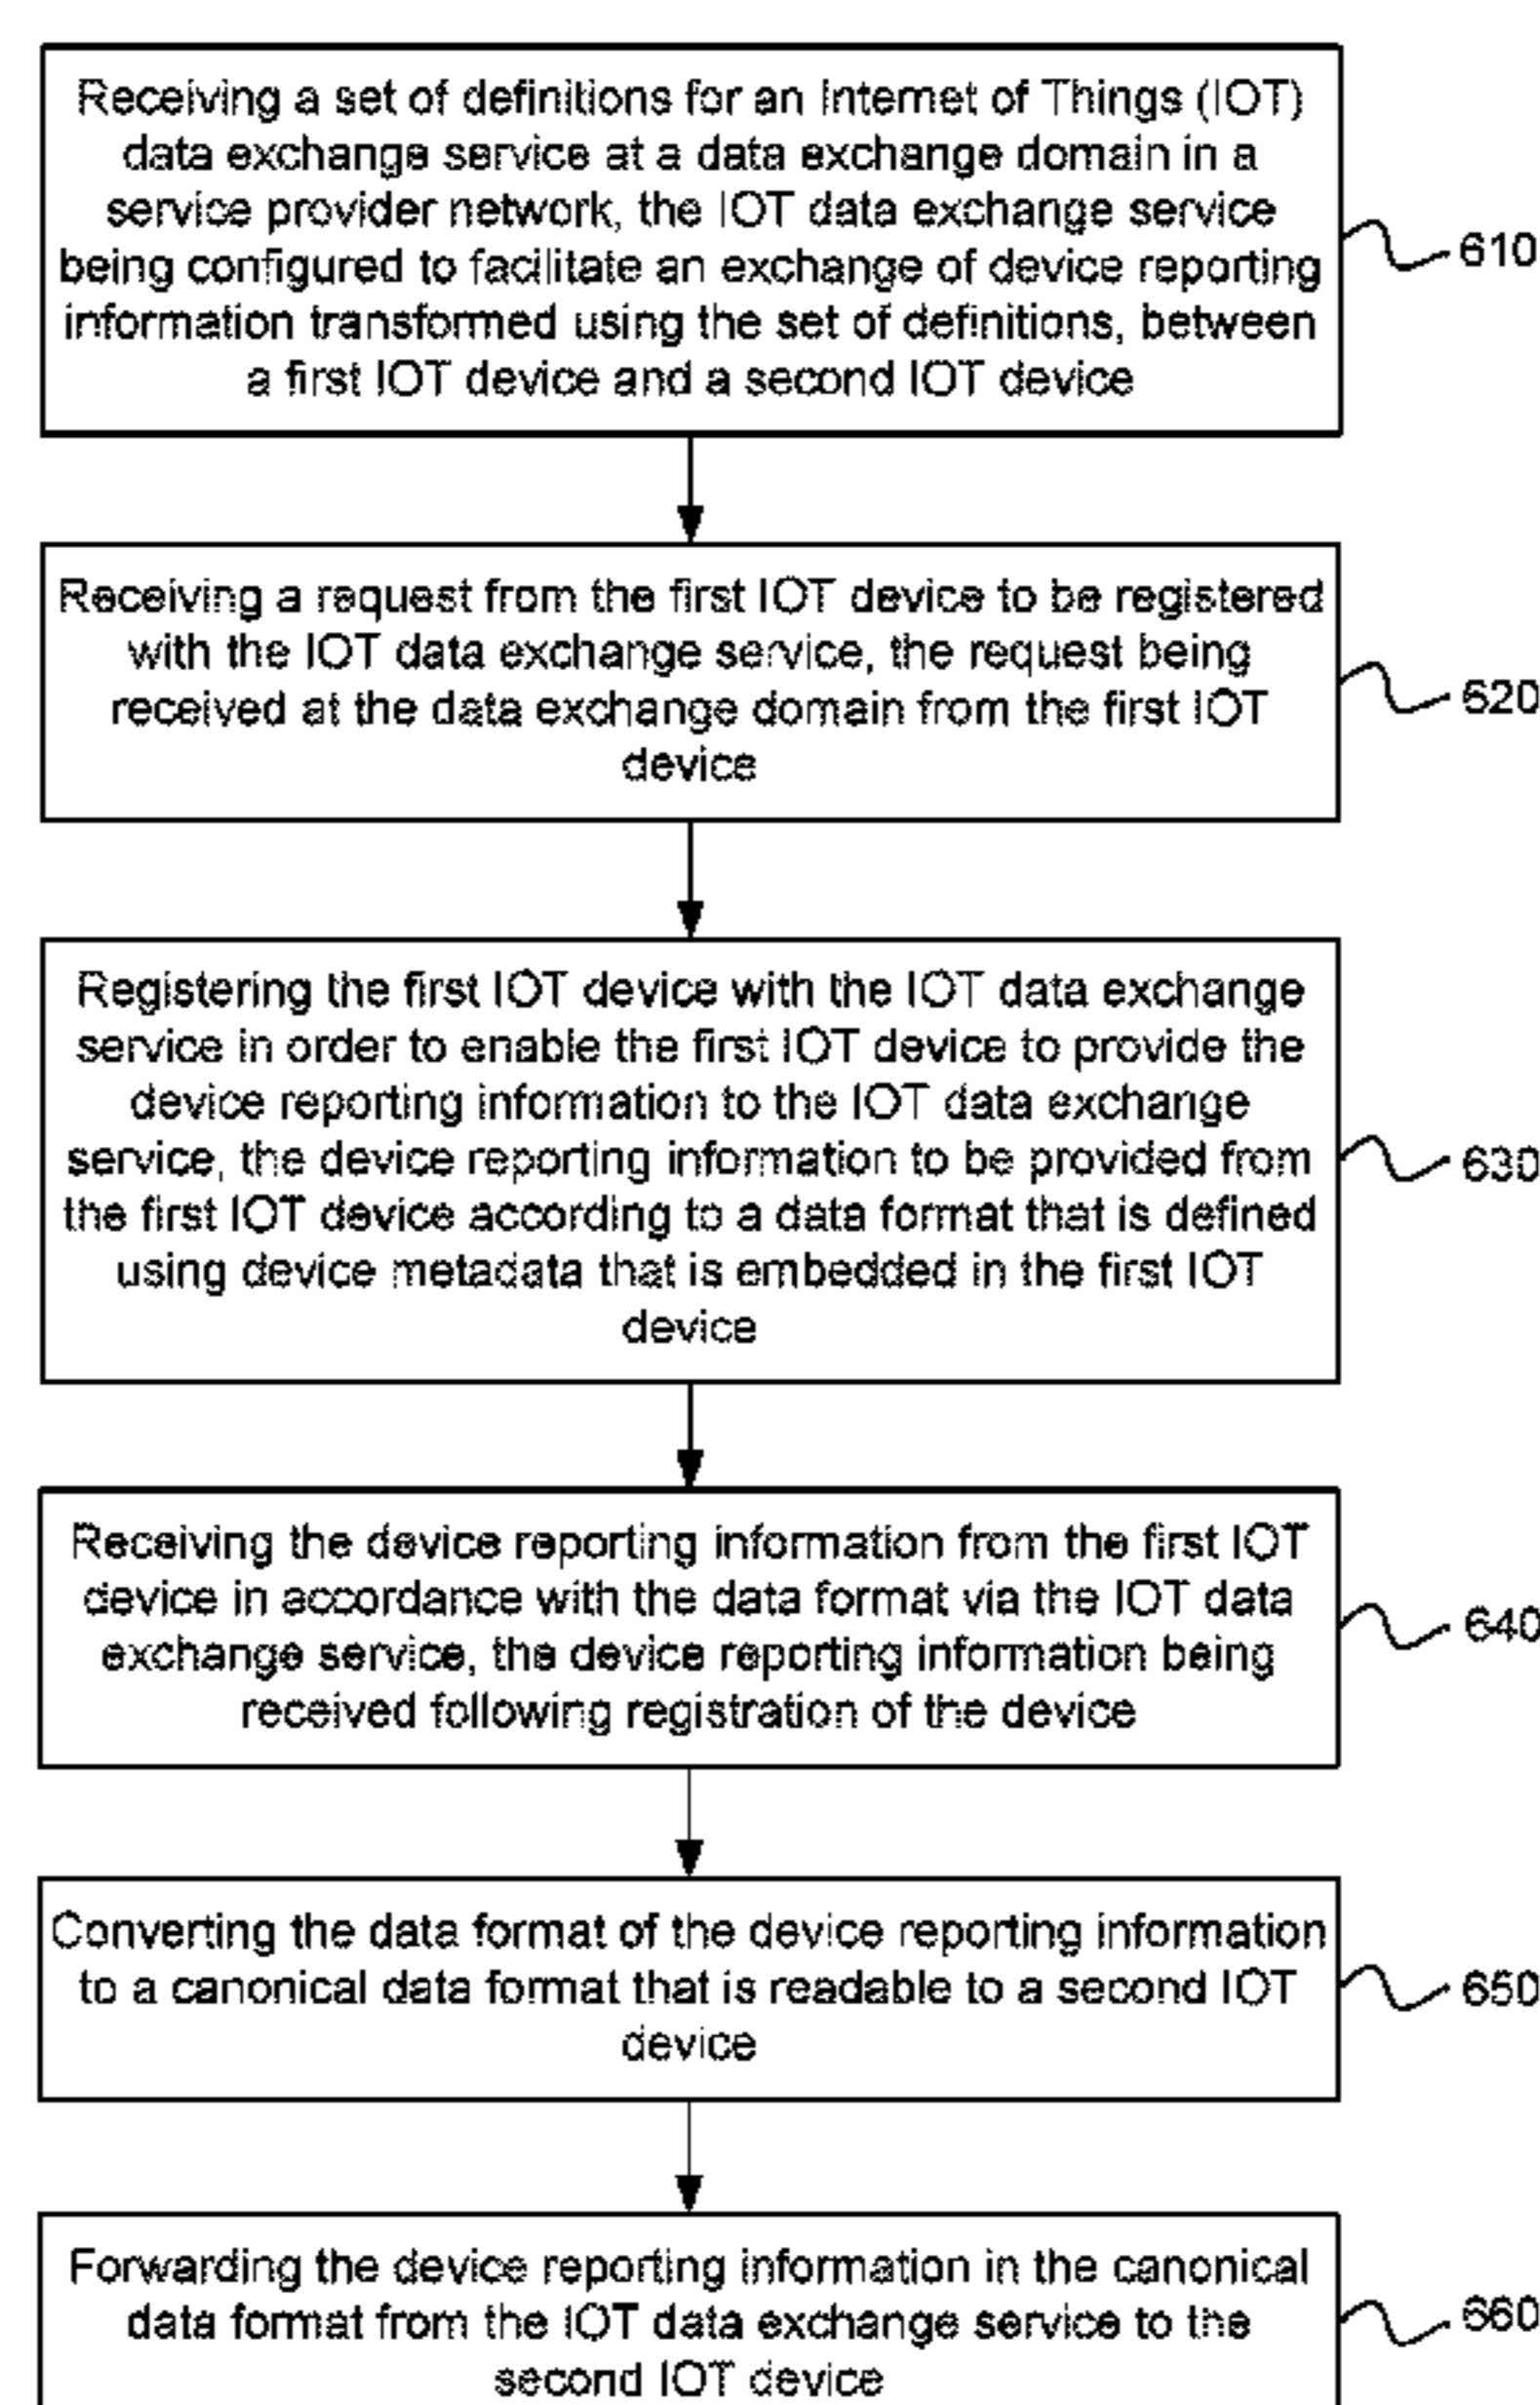 Receiving a set of definitions for an Internet of Things (IOT)
data exchange service at a data exchange domain in a
service provider network, the IOT data exchange service
being configured to facilitate an exchange of device reporting
information transformed using the set of definitions, between
a first IOT device and a second IOT device
610
Receiving a request from the first IOT device to be registered
with the IOT data exchange service, the request being
received at the data exchange domain from the first IOT
device
620
Registering the first IOT device with the IOT data exchange
service in order to enable the first IOT device to provide the
device reporting information to the IOT data exchange
service, the device reporting information to be provided from
the first IOT device according to a data format that is defined
using device metadata that is embedded in the first IOT
device
630
Receiving the device reporting information from the first IOT
device in accordance with the data format via the IOT data
exchange service, the device reporting information being
received following registration of the device
640
Converting the data format of the device reporting information
to a canonical data format that is readable to a second IOT
device
650
Forwarding the device reporting information in the canonical
data format from the IOT data exchange service to the
second IOT device
660